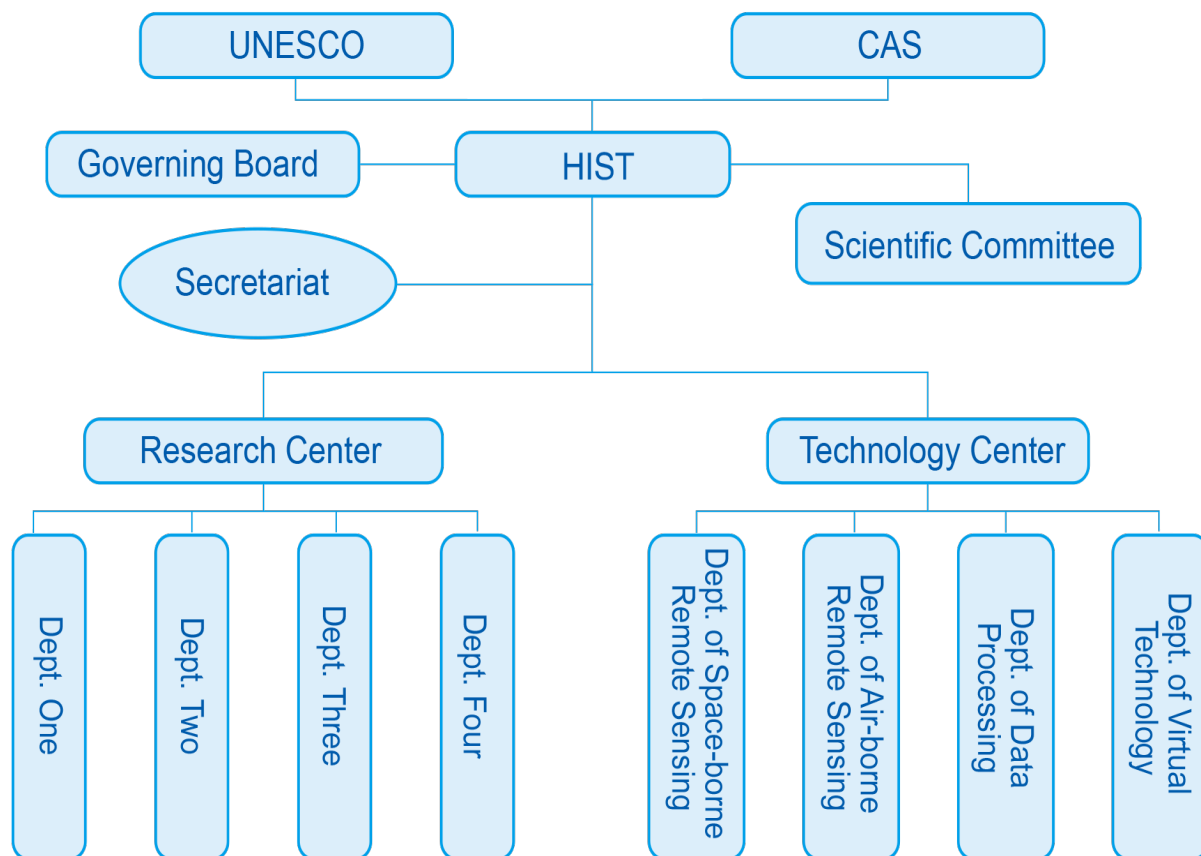 UNESCO
CAS
Governing Board
HIST
Scientific Committee
Secretariat
Research Center
Technology Center
Dept. One
Dept. Two
Dept. Three
Dept. Four
Dept. of Space-borne
Remote Sensing
Dept. of Air-borne
Remote Sensing
Dept. of Data
Processing
Dept. of Virtual
Technology